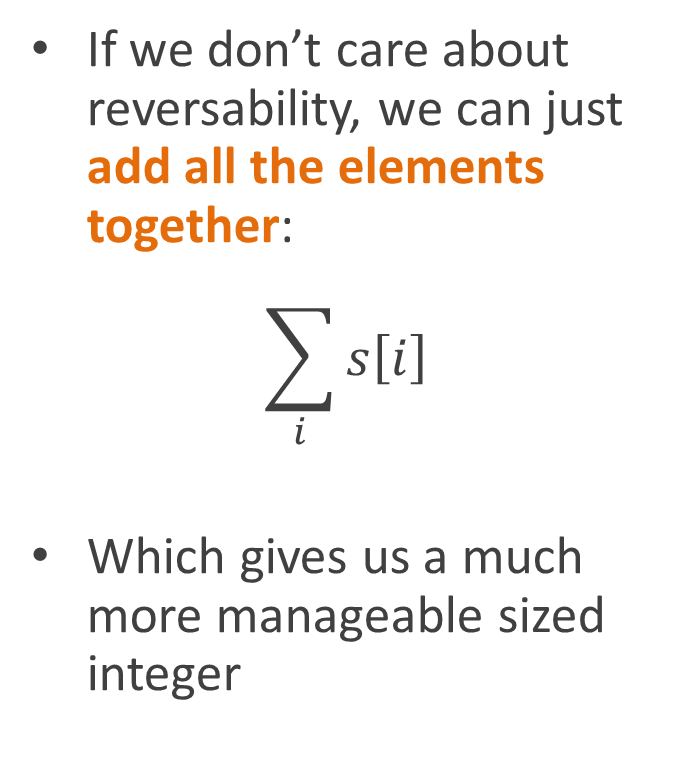 • If we don’t care about
reversability, we can just
add all the elements
together:
∑ s[i]
i
• Which gives us a much
more manageable sized
integer